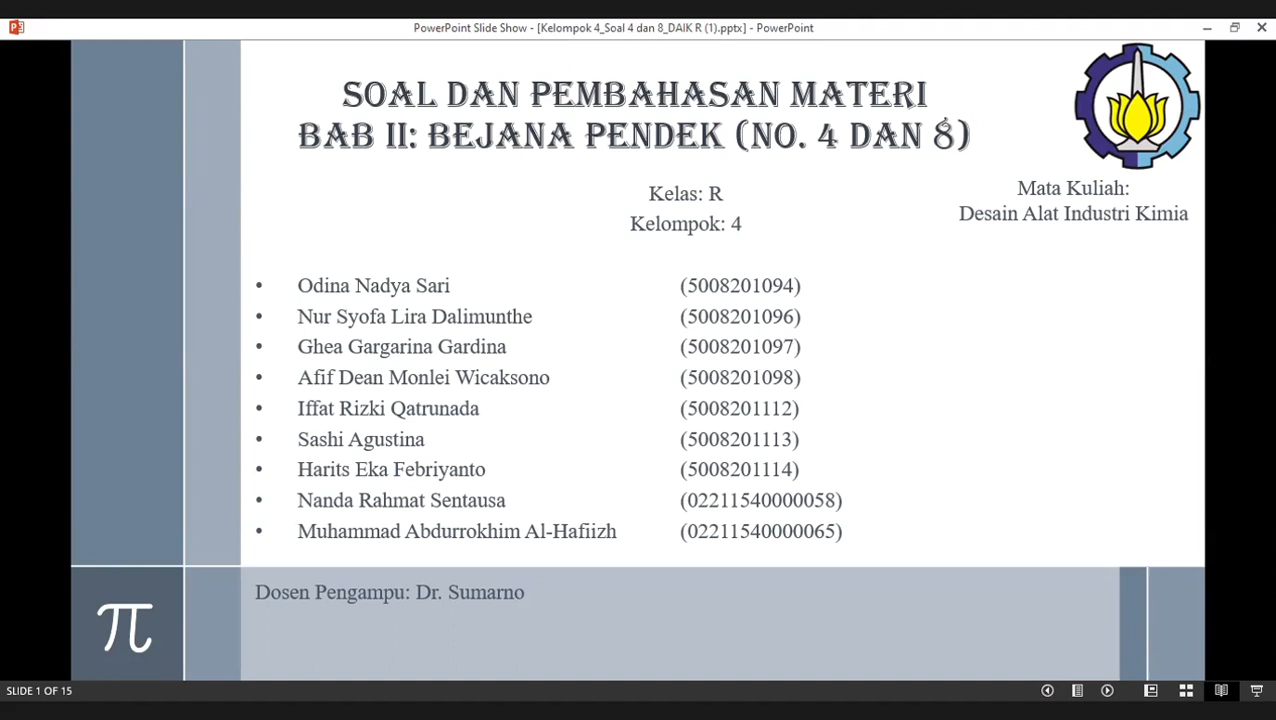 PowerPoint Slide Show - [Kelompok 4_Soal 4 dan 8_DAIK R (1).pptx] - PowerPoint
SOAL DAN PEMBAHASAN MATERI
BAB II: BEJANA PENDEK (NO. 4 DAN 8)
Kelas: R
Kelompok: 4
Mata Kuliah:
Desain Alat Industri Kimia
• Odina Nadya Sari (5008201094)
• Nur Syofa Lira Dalimunthe (5008201096)
• Ghea Gargarina Gardina (5008201097)
• Afif Dean Monlei Wicaksono (5008201098)
• Iffat Rizki Qatrunada (5008201112)
• Sashi Agustina (5008201113)
• Harits Eka Febriyanto (5008201114)
• Nanda Rahmat Sentausa (02211540000058)
• Muhammad Abdurrokhim Al-Hafiizh (02211540000065)
Dosen Pengampu: Dr. Sumarno
π
SLIDE 1 OF 15